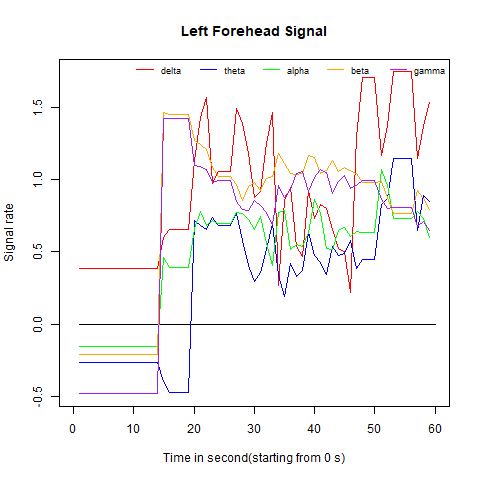 Left Forehead Signal
delta theta alpha beta gamma
Signal rate
1.5
1.0
0.5
0.0
-0.5
0 10 20 30 40 50 60
Time in second(starting from 0 s)